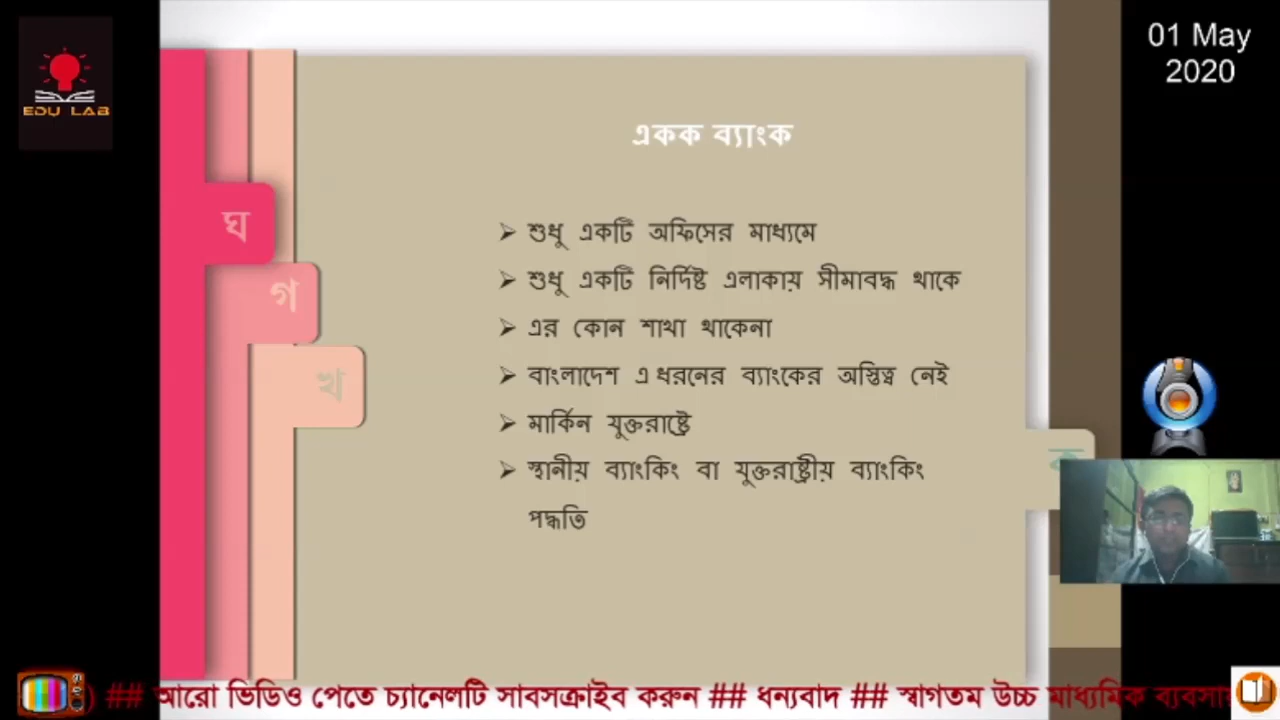 EDU LAB
01 May
2020
একক ব্যাংক
ঘ
গ
খ
➢ শুধু একটি অফিসের মাধ্যমে
➢ শুধু একটি নির্দিষ্ট এলাকায় সীমাবদ্ধ থাকে
➢ এর কোন শাখা থাকেনা
➢ বাংলাদেশ এ ধরনের ব্যাংকের অস্তিত্ব নেই
➢ মার্কিন যুক্তরাষ্ট্রে
➢ স্থানীয় ব্যাংকিং বা যুক্তরাষ্ট্রীয় ব্যাংকিং
পদ্ধতি
) ## আরো ভিডিও পেতে চ্যানেলটি সাবসক্রাইব করুন ## ধন্যবাদ ## স্বাগতম উচ্চ মাধ্যমিক ব্যবসায়